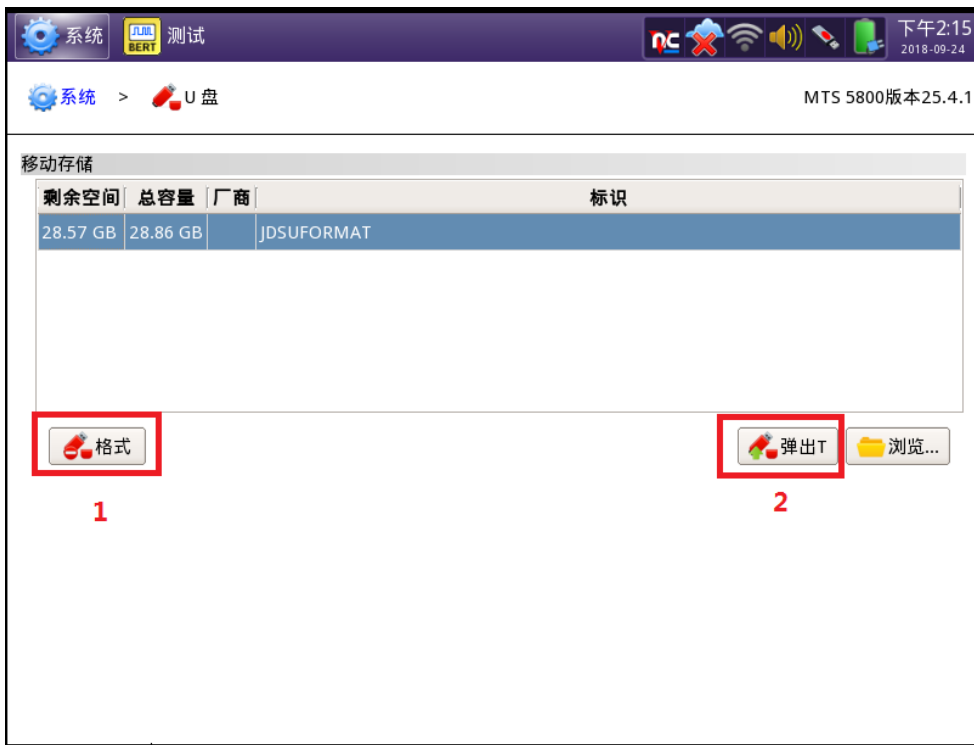 系统 BERT 测试 nc 下午2:15
2018-09-24
系统 > U 盘 MTS 5800版本25.4.1
移动存储
剩余空间 总容量 厂商 标识
28.57 GB 28.86 GB JDSUFORMAT
格式 弹出T 浏览...
1 2